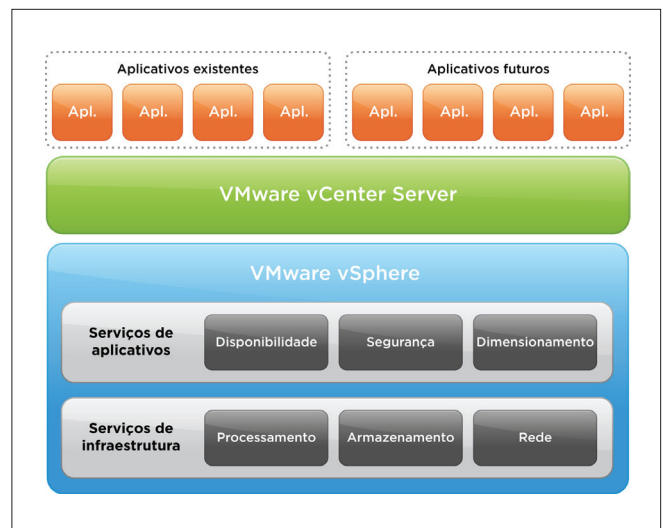 Aplicativos existentes
Aplicativos futuros
Apl. Apl. Apl. Apl.
Apl. Apl. Apl. Apl.
VMware vCenter Server
VMware vSphere
Serviços de
aplicativos
Disponibilidade
Segurança
Dimensionamento
Serviços de
infraestrutura
Processamento
Armazenamento
Rede